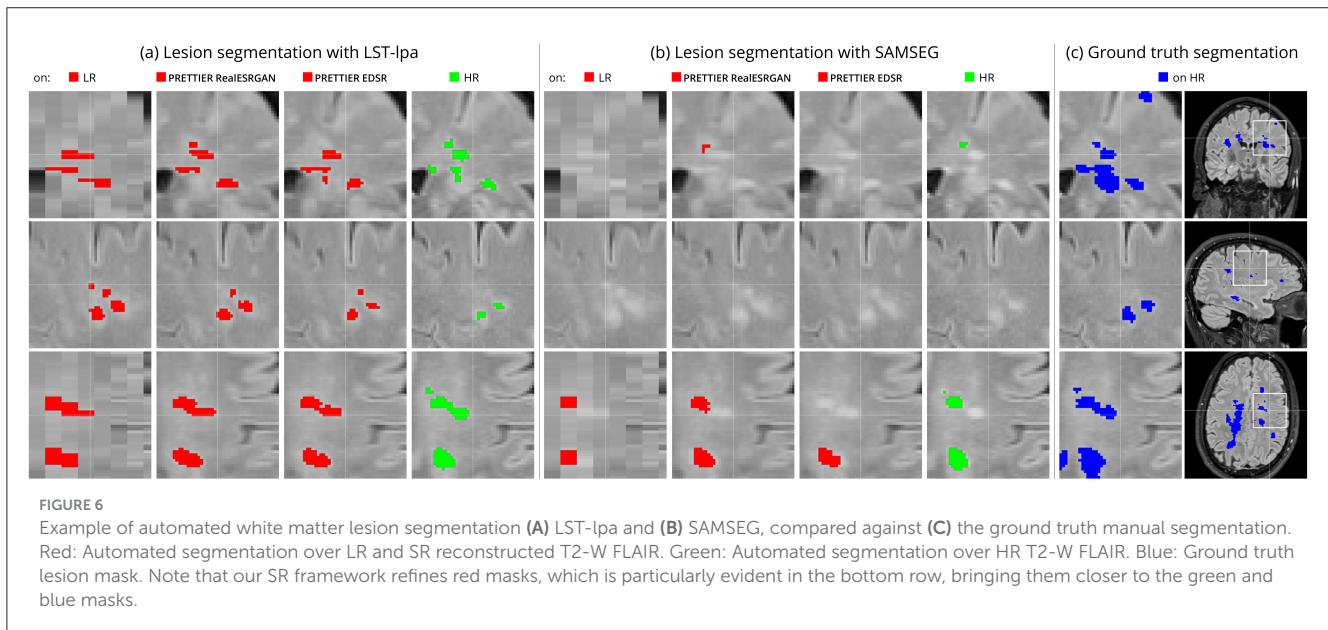 (a) Lesion segmentation with LST-lpa
(b) Lesion segmentation with SAMSEG
(c) Ground truth segmentation
on: LR PRETTIER RealESRGAN PRETTIER EDSR HR
on: LR PRETTIER RealESRGAN PRETTIER EDSR HR
on HR
FIGURE 6
Example of automated white matter lesion segmentation (A) LST-lpa and (B) SAMSEG, compared against (C) the ground truth manual segmentation.
Red: Automated segmentation over LR and SR reconstructed T2-W FLAIR. Green: Automated segmentation over HR T2-W FLAIR. Blue: Ground truth
lesion mask. Note that our SR framework refines red masks, which is particularly evident in the bottom row, bringing them closer to the green and
blue masks.